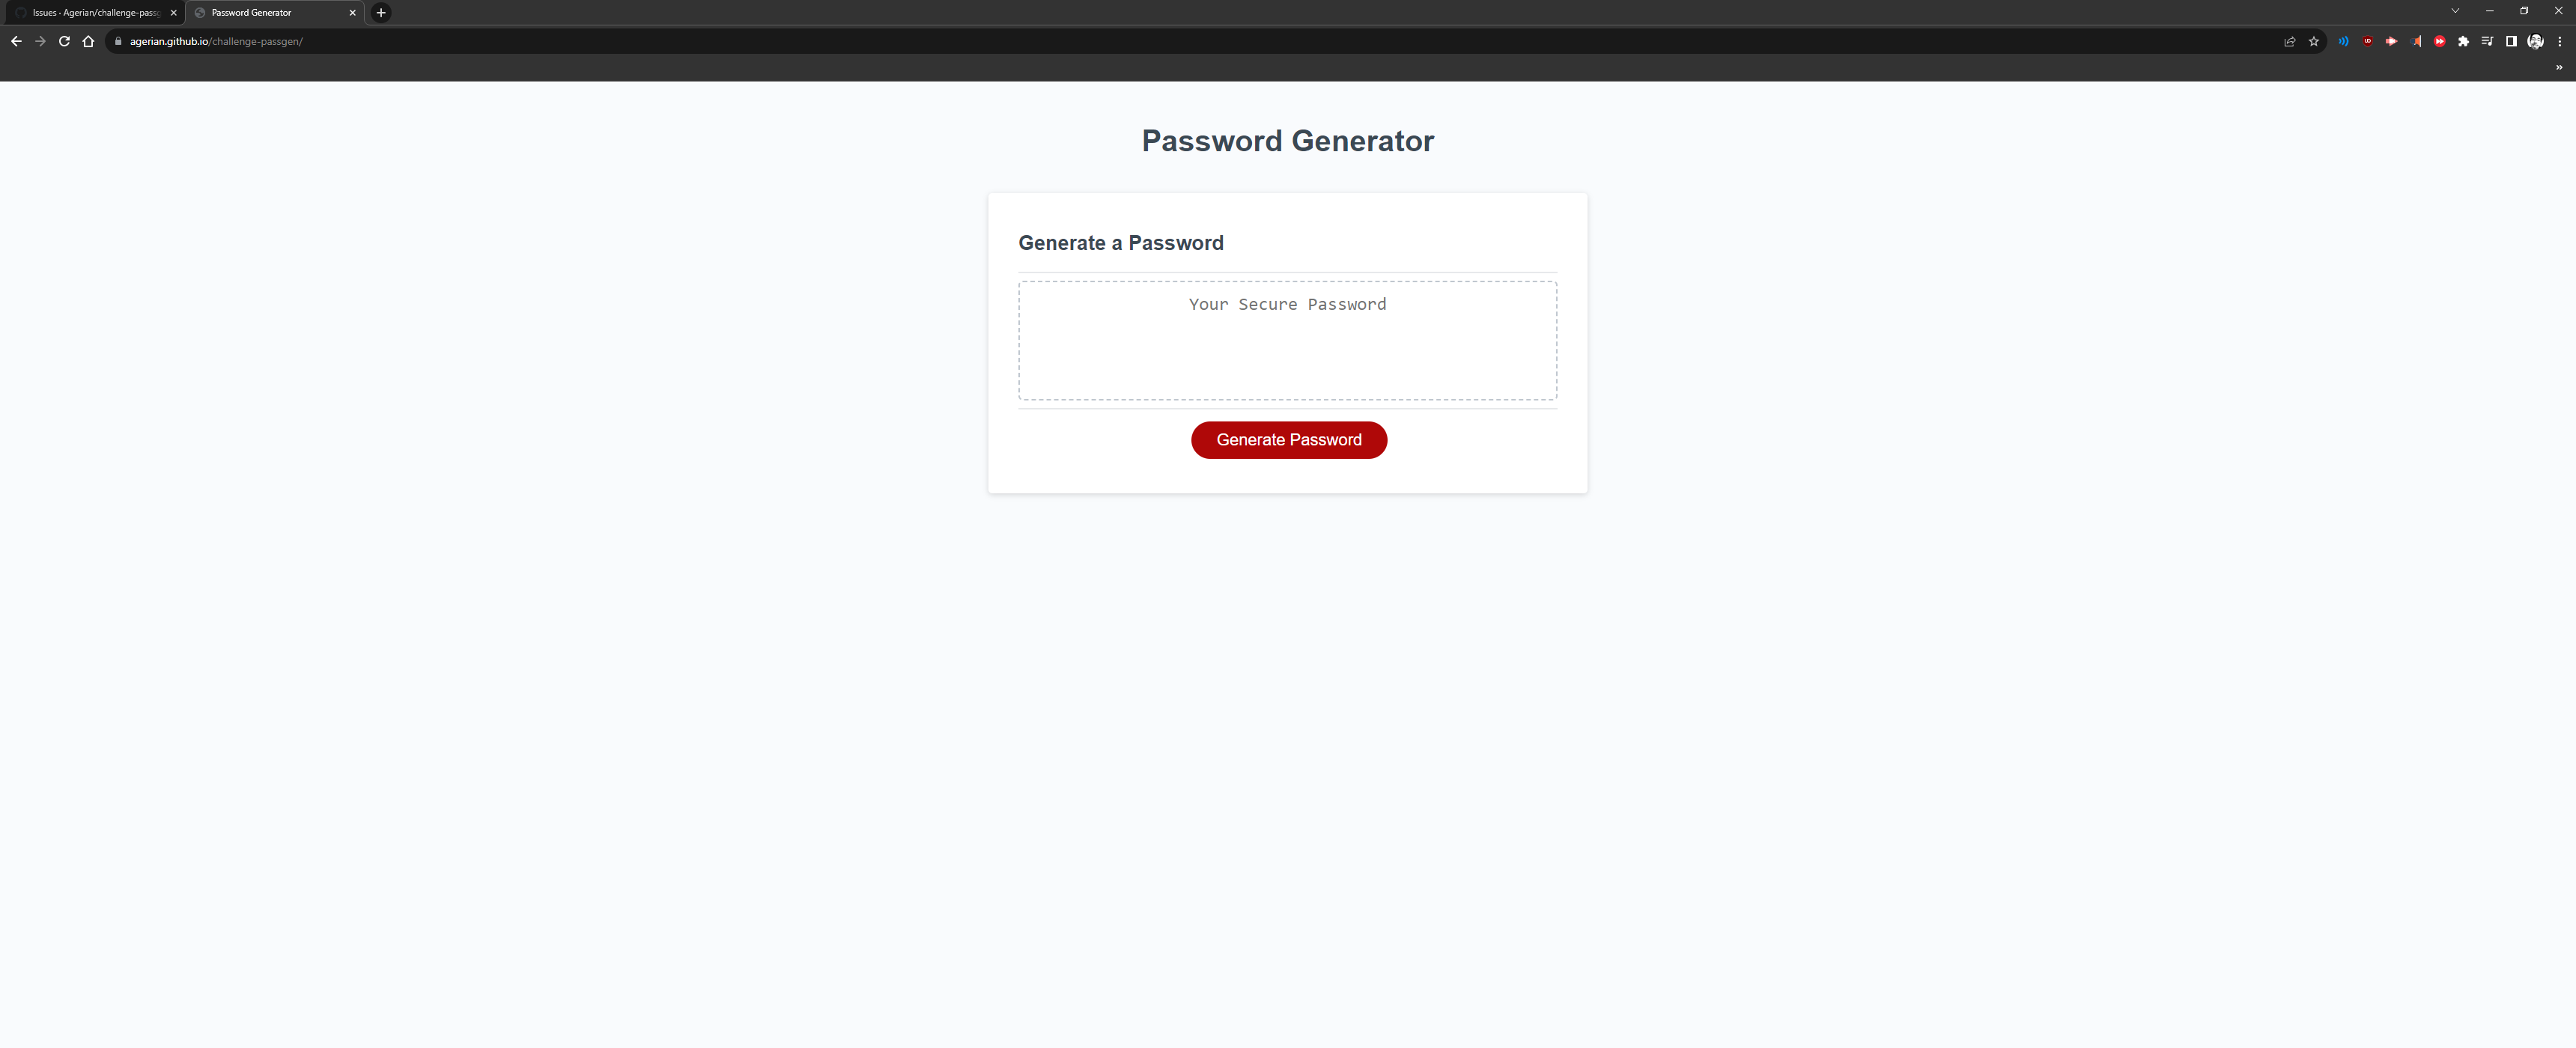 Issues · Agerian/challenge-passg
Password Generator
agerian.github.io/challenge-passgen/
Password Generator
Generate a Password
Your Secure Password
Generate Password